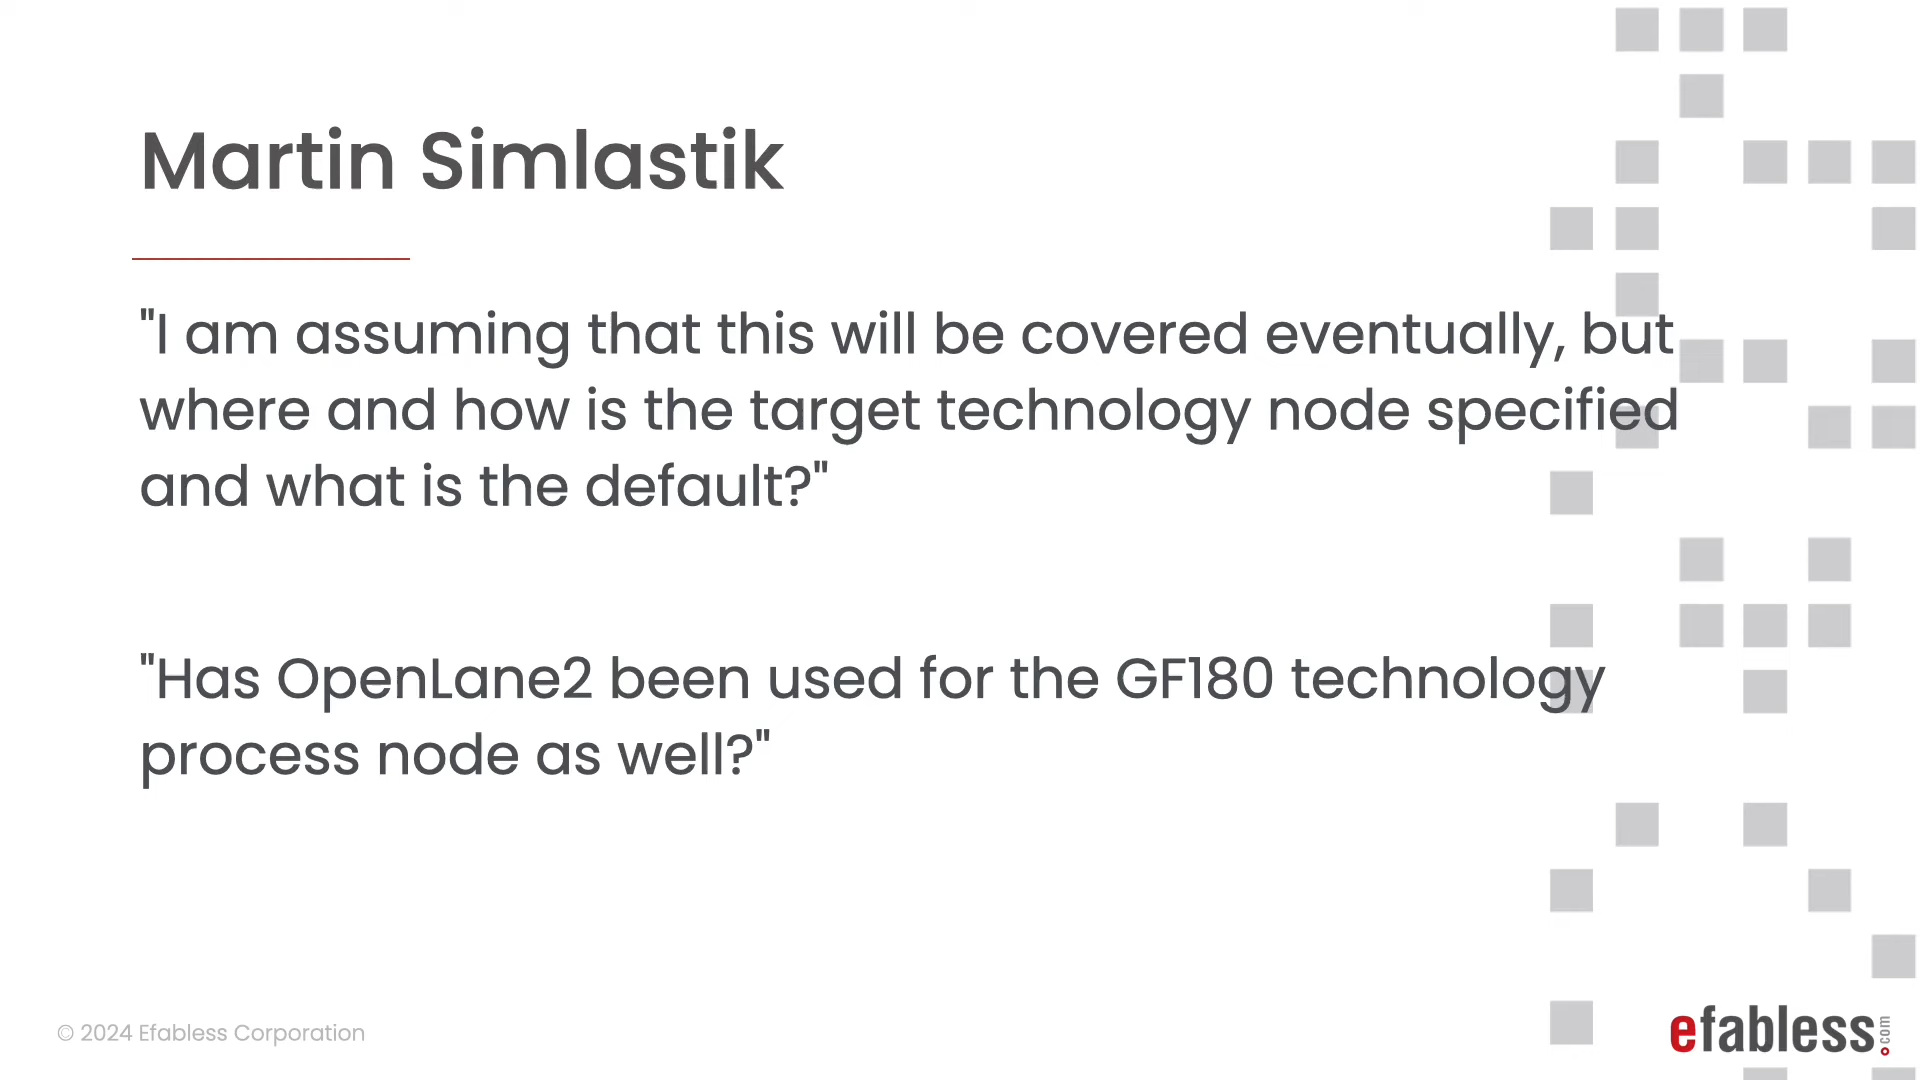 Martin Simlastik
"I am assuming that this will be covered eventually, but
where and how is the target technology node specified
and what is the default?"
"Has OpenLane2 been used for the GF180 technology
process node as well?"
© 2024 Efabless Corporation
efabless.com